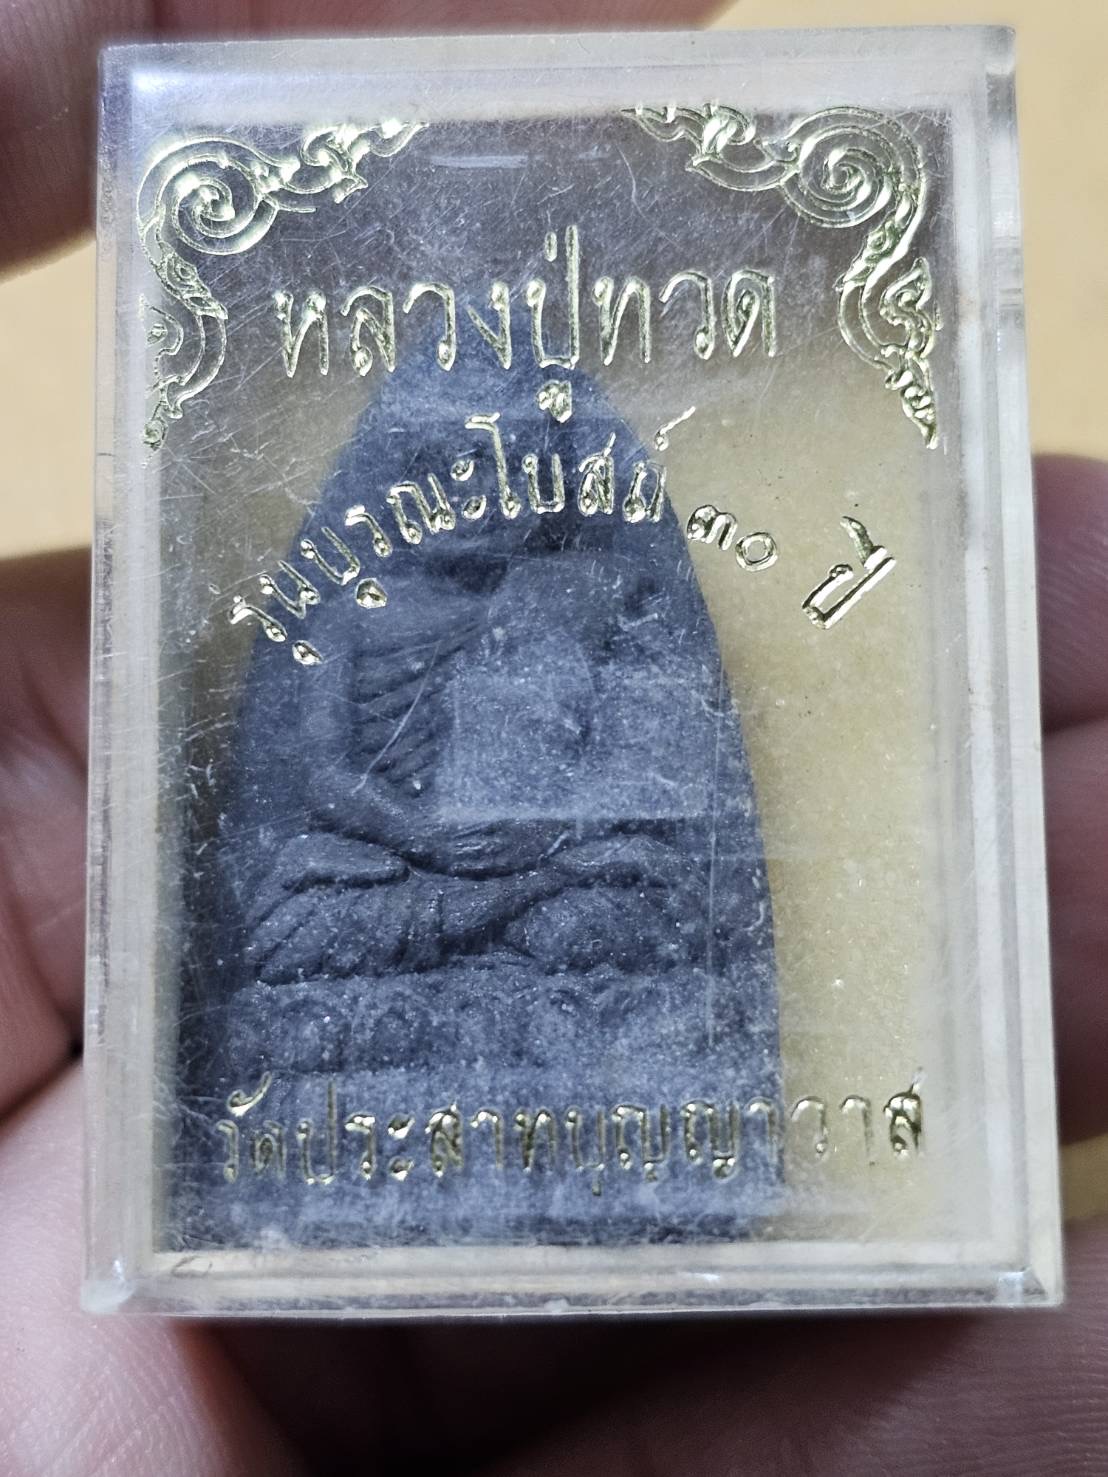 หลวงปู่ทวด
รุ่นบูรณะโบสถ์ ๓๐ ปี
วัดประสาทบุญญาวาส